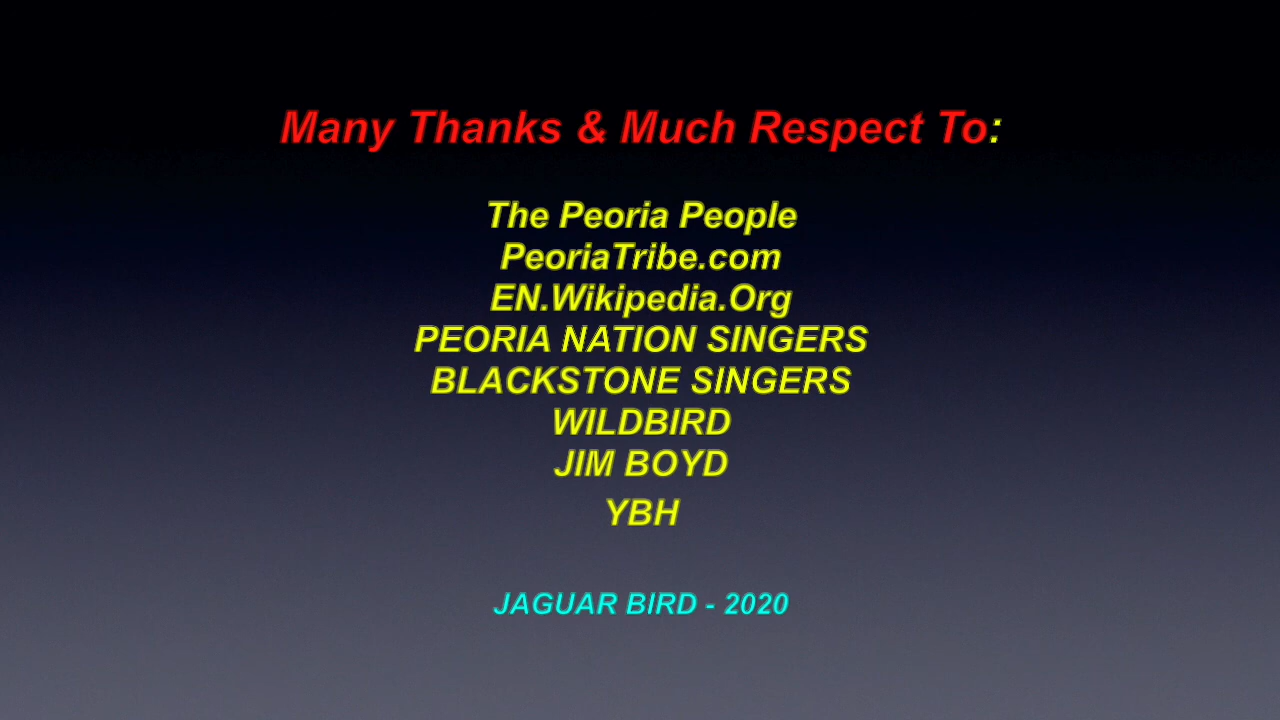 Many Thanks & Much Respect To:
The Peoria People
PeoriaTribe.com
EN.Wikipedia.Org
PEORIA NATION SINGERS
BLACKSTONE SINGERS
WILDBIRD
JIM BOYD
YBH
JAGUAR BIRD - 2020